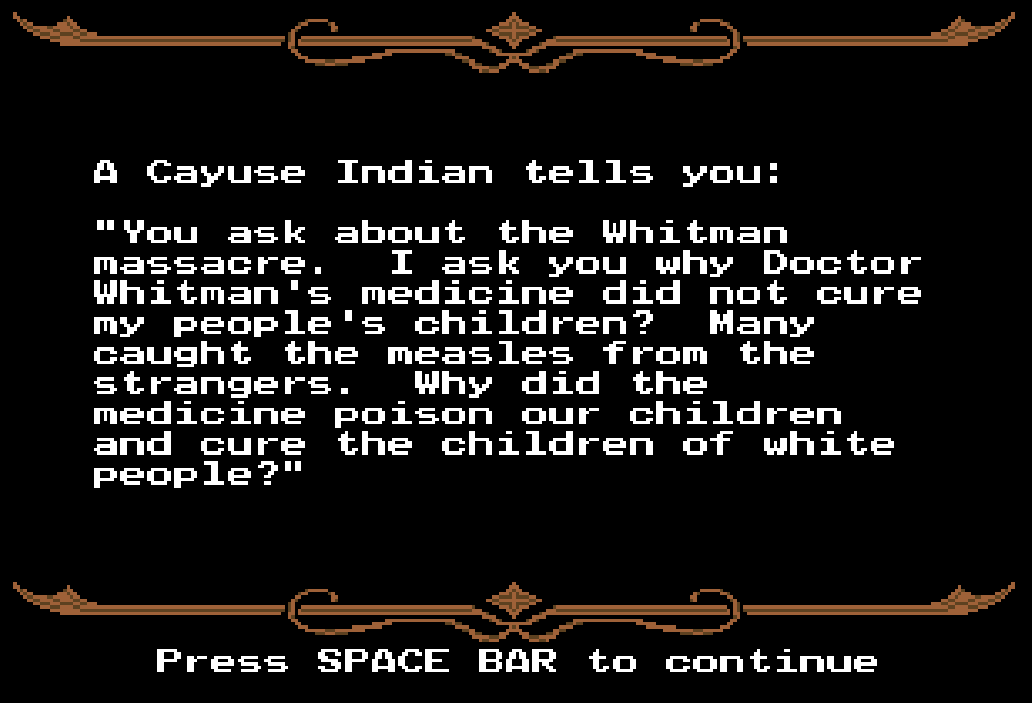 A Cayuse Indian tells you:
"You ask about the Whitman
massacre.  I ask you why Doctor
Whitman's medicine did not cure
my people's children?  Many
caught the measles from the
strangers.  Why did the
medicine poison our children
and cure the children of white
people?"
Press SPACE BAR to continue